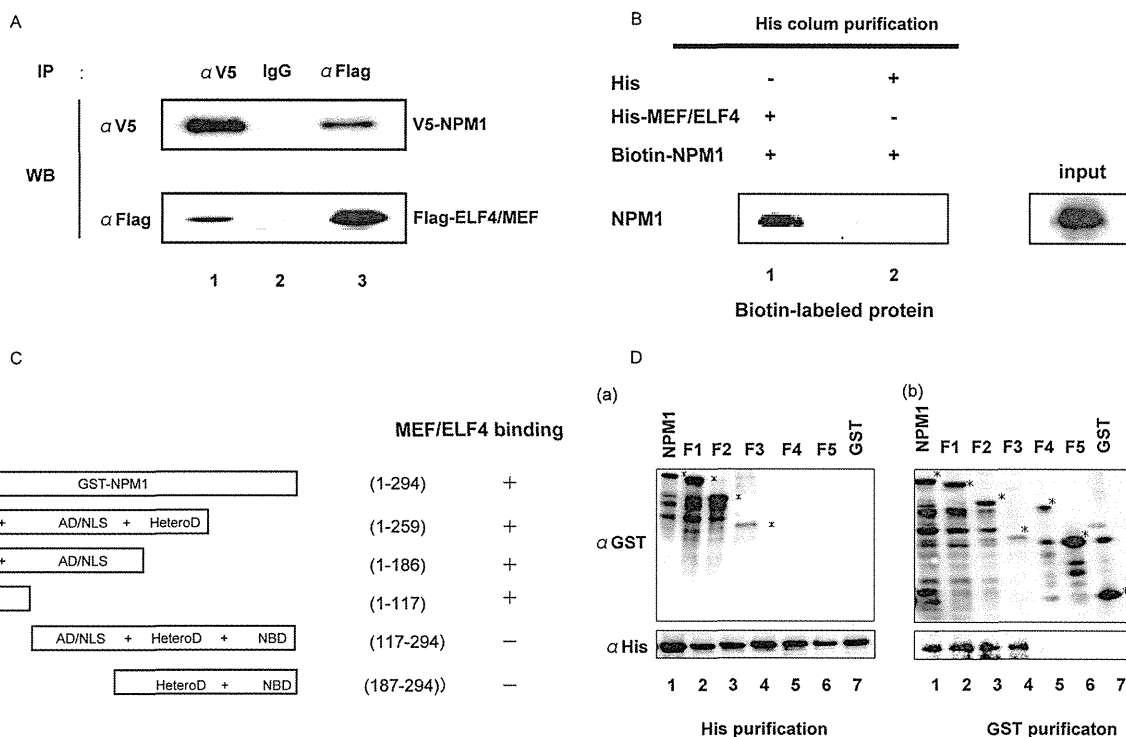 A
IP : α V5 IgG α Flag
α V5 V5-NPM1
WB
α Flag Flag-ELF4/MEF
1 2 3
B
His colum purification
His - +
His-MEF/ELF4 + -
Biotin-NPM1 + +
input
NPM1
1 2
Biotin-labeled protein
C
MEF/ELF4 binding
GST-NPM1 (1-294) +
+ AD/NLS + HeteroD (1-259) +
+ AD/NLS (1-186) +
(1-117) +
AD/NLS + HeteroD + NBD (117-294) −
HeteroD + NBD (187-294)) −
D
(a)
NPM1 F1 F2 F3 F4 F5 GST
α GST
α His
1 2 3 4 5 6 7
His purification
(b)
NPM1 F1 F2 F3 F4 F5 GST
1 2 3 4 5 6 7
GST purificaton